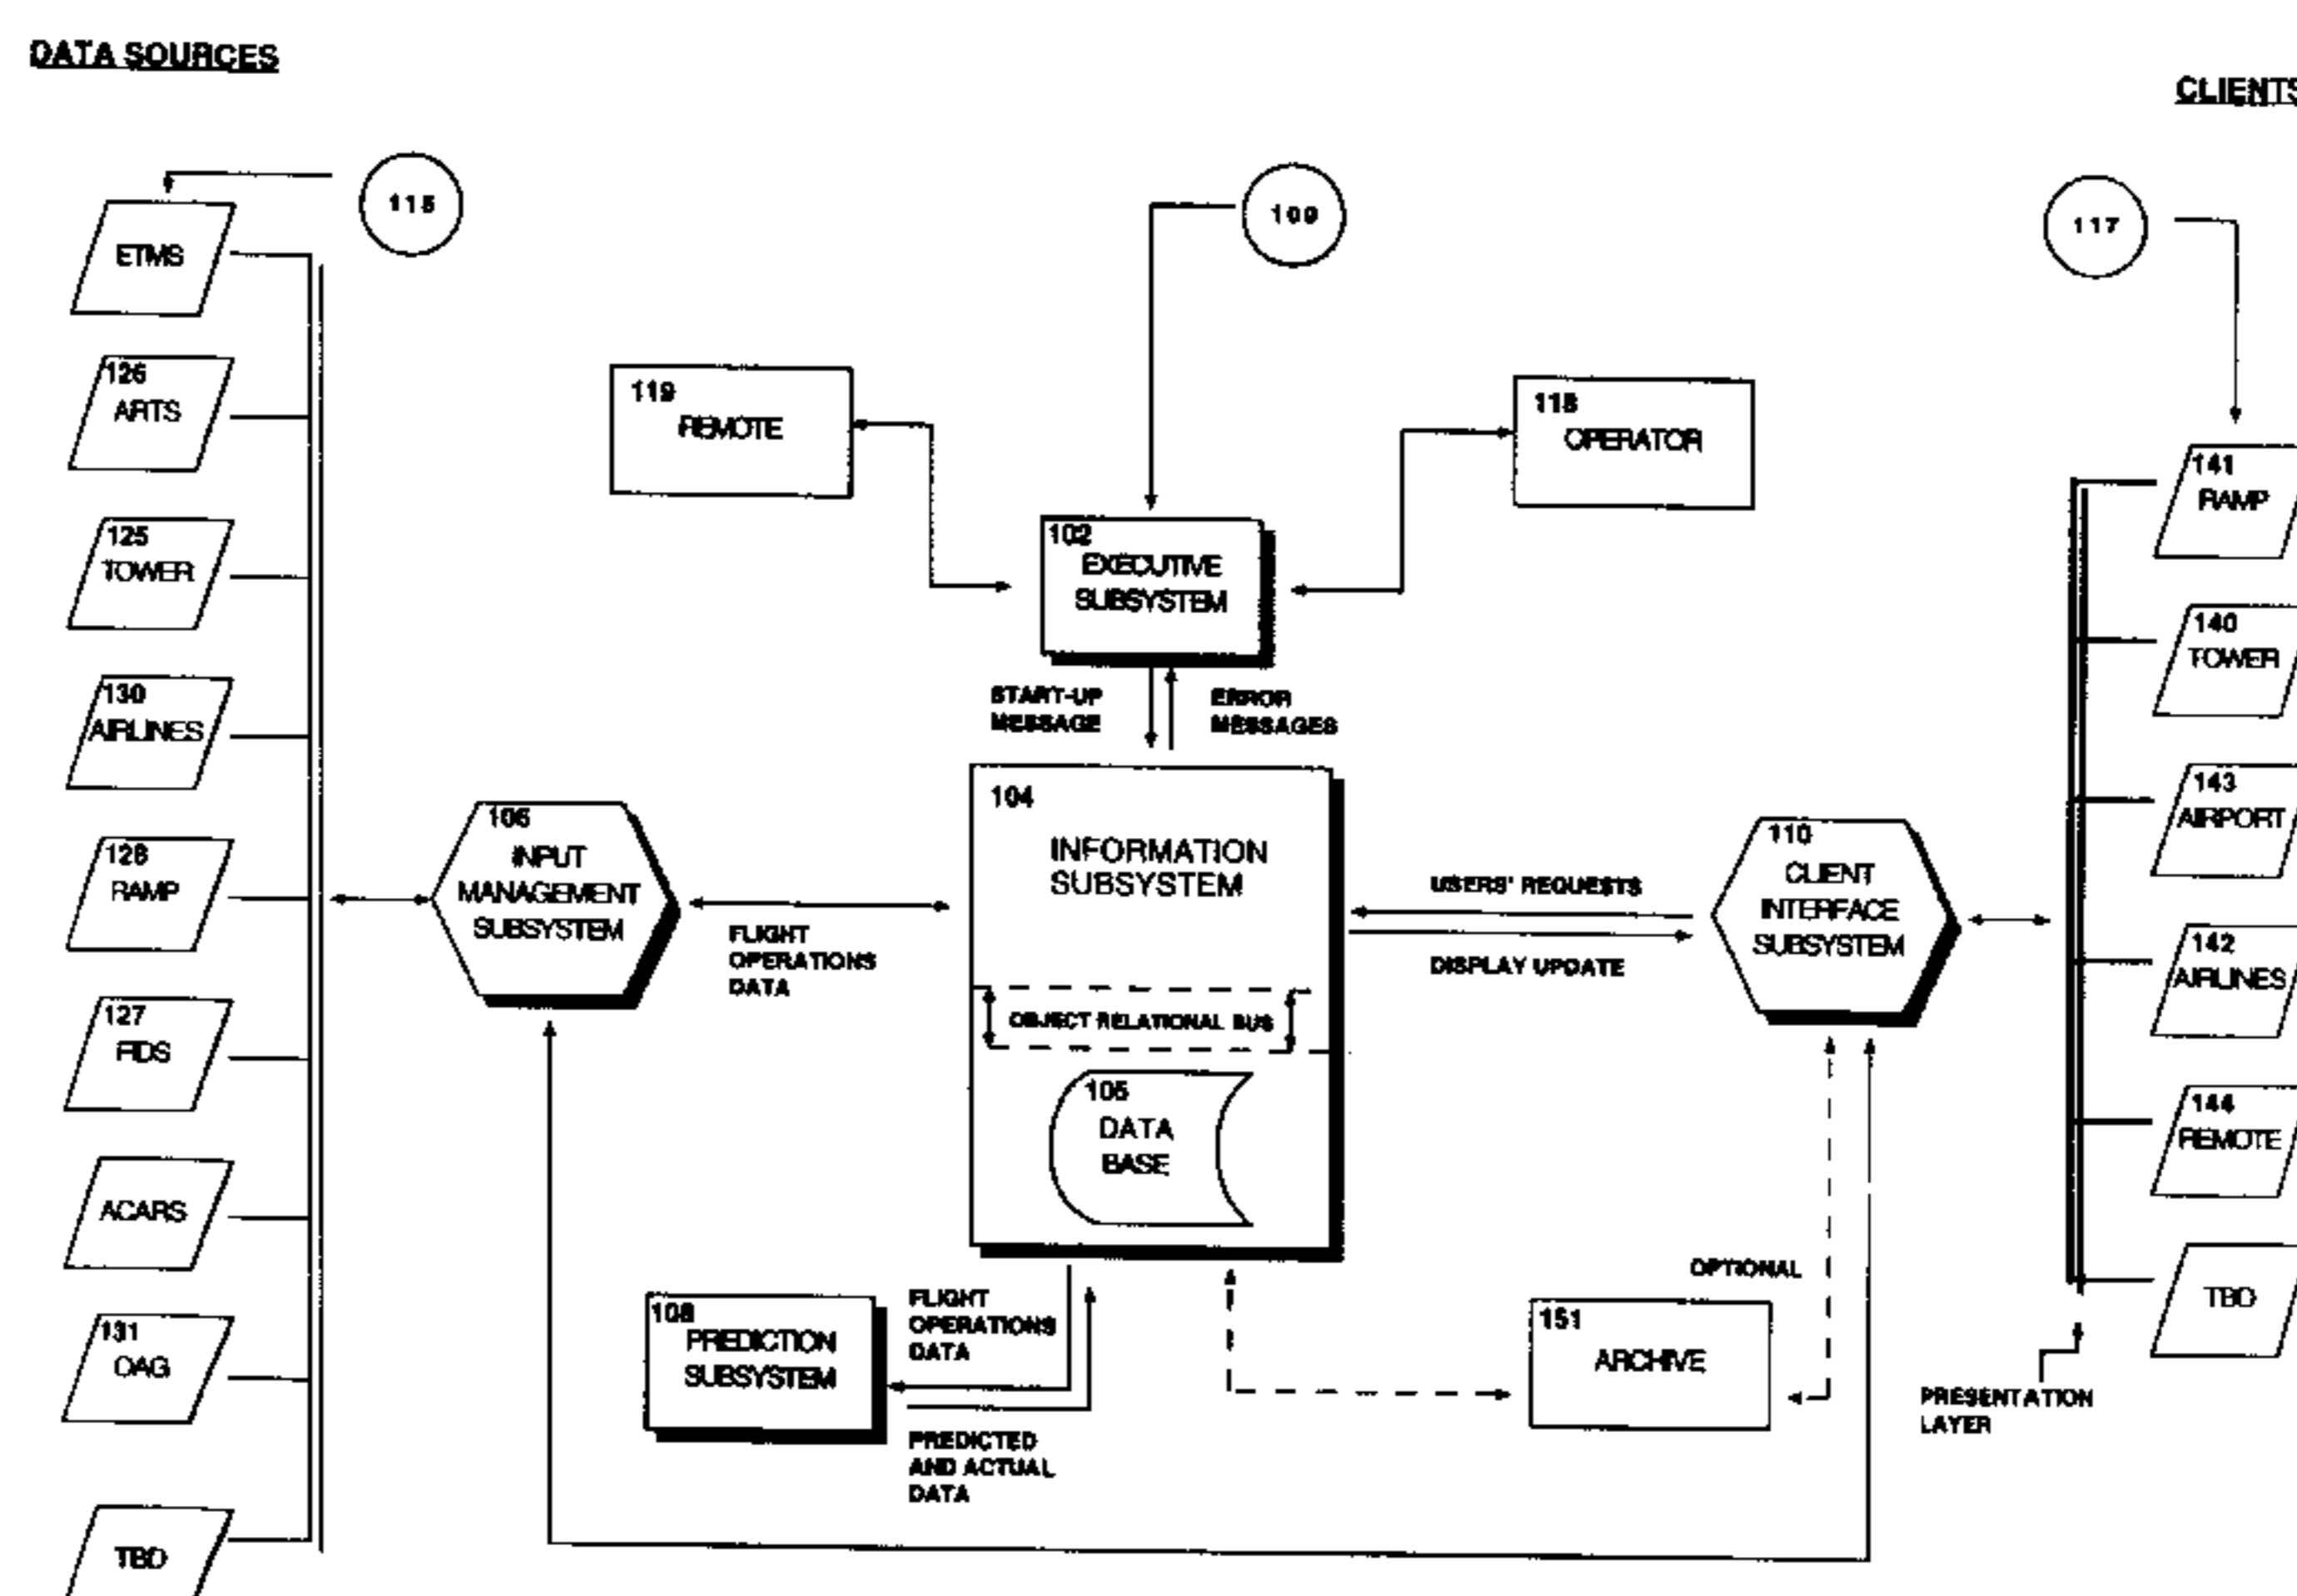 DATA SOURCES
CLIENTS
115
100
117
ETMS
126
ARTS
125
TOWER
130
AIRLINES
128
RAMP
127
FIDS
ACARS
131
OAG
TBD
119
REMOTE
118
OPERATOR
102
EXECUTIVE
SUBSYSTEM
START-UP
MESSAGE
ERROR
MESSAGES
106
INPUT
MANAGEMENT
SUBSYSTEM
FLIGHT
OPERATIONS
DATA
104
INFORMATION
SUBSYSTEM
OBJECT RELATIONAL BUS
105
DATA
BASE
USERS' REQUESTS
DISPLAY UPDATE
110
CLIENT
INTERFACE
SUBSYSTEM
108
PREDICTION
SUBSYSTEM
FLIGHT
OPERATIONS
DATA
PREDICTED
AND ACTUAL
DATA
OPTIONAL
151
ARCHIVE
PRESENTATION
LAYER
141
RAMP
140
TOWER
143
AIRPORT
142
AIRLINES
144
REMOTE
TBD